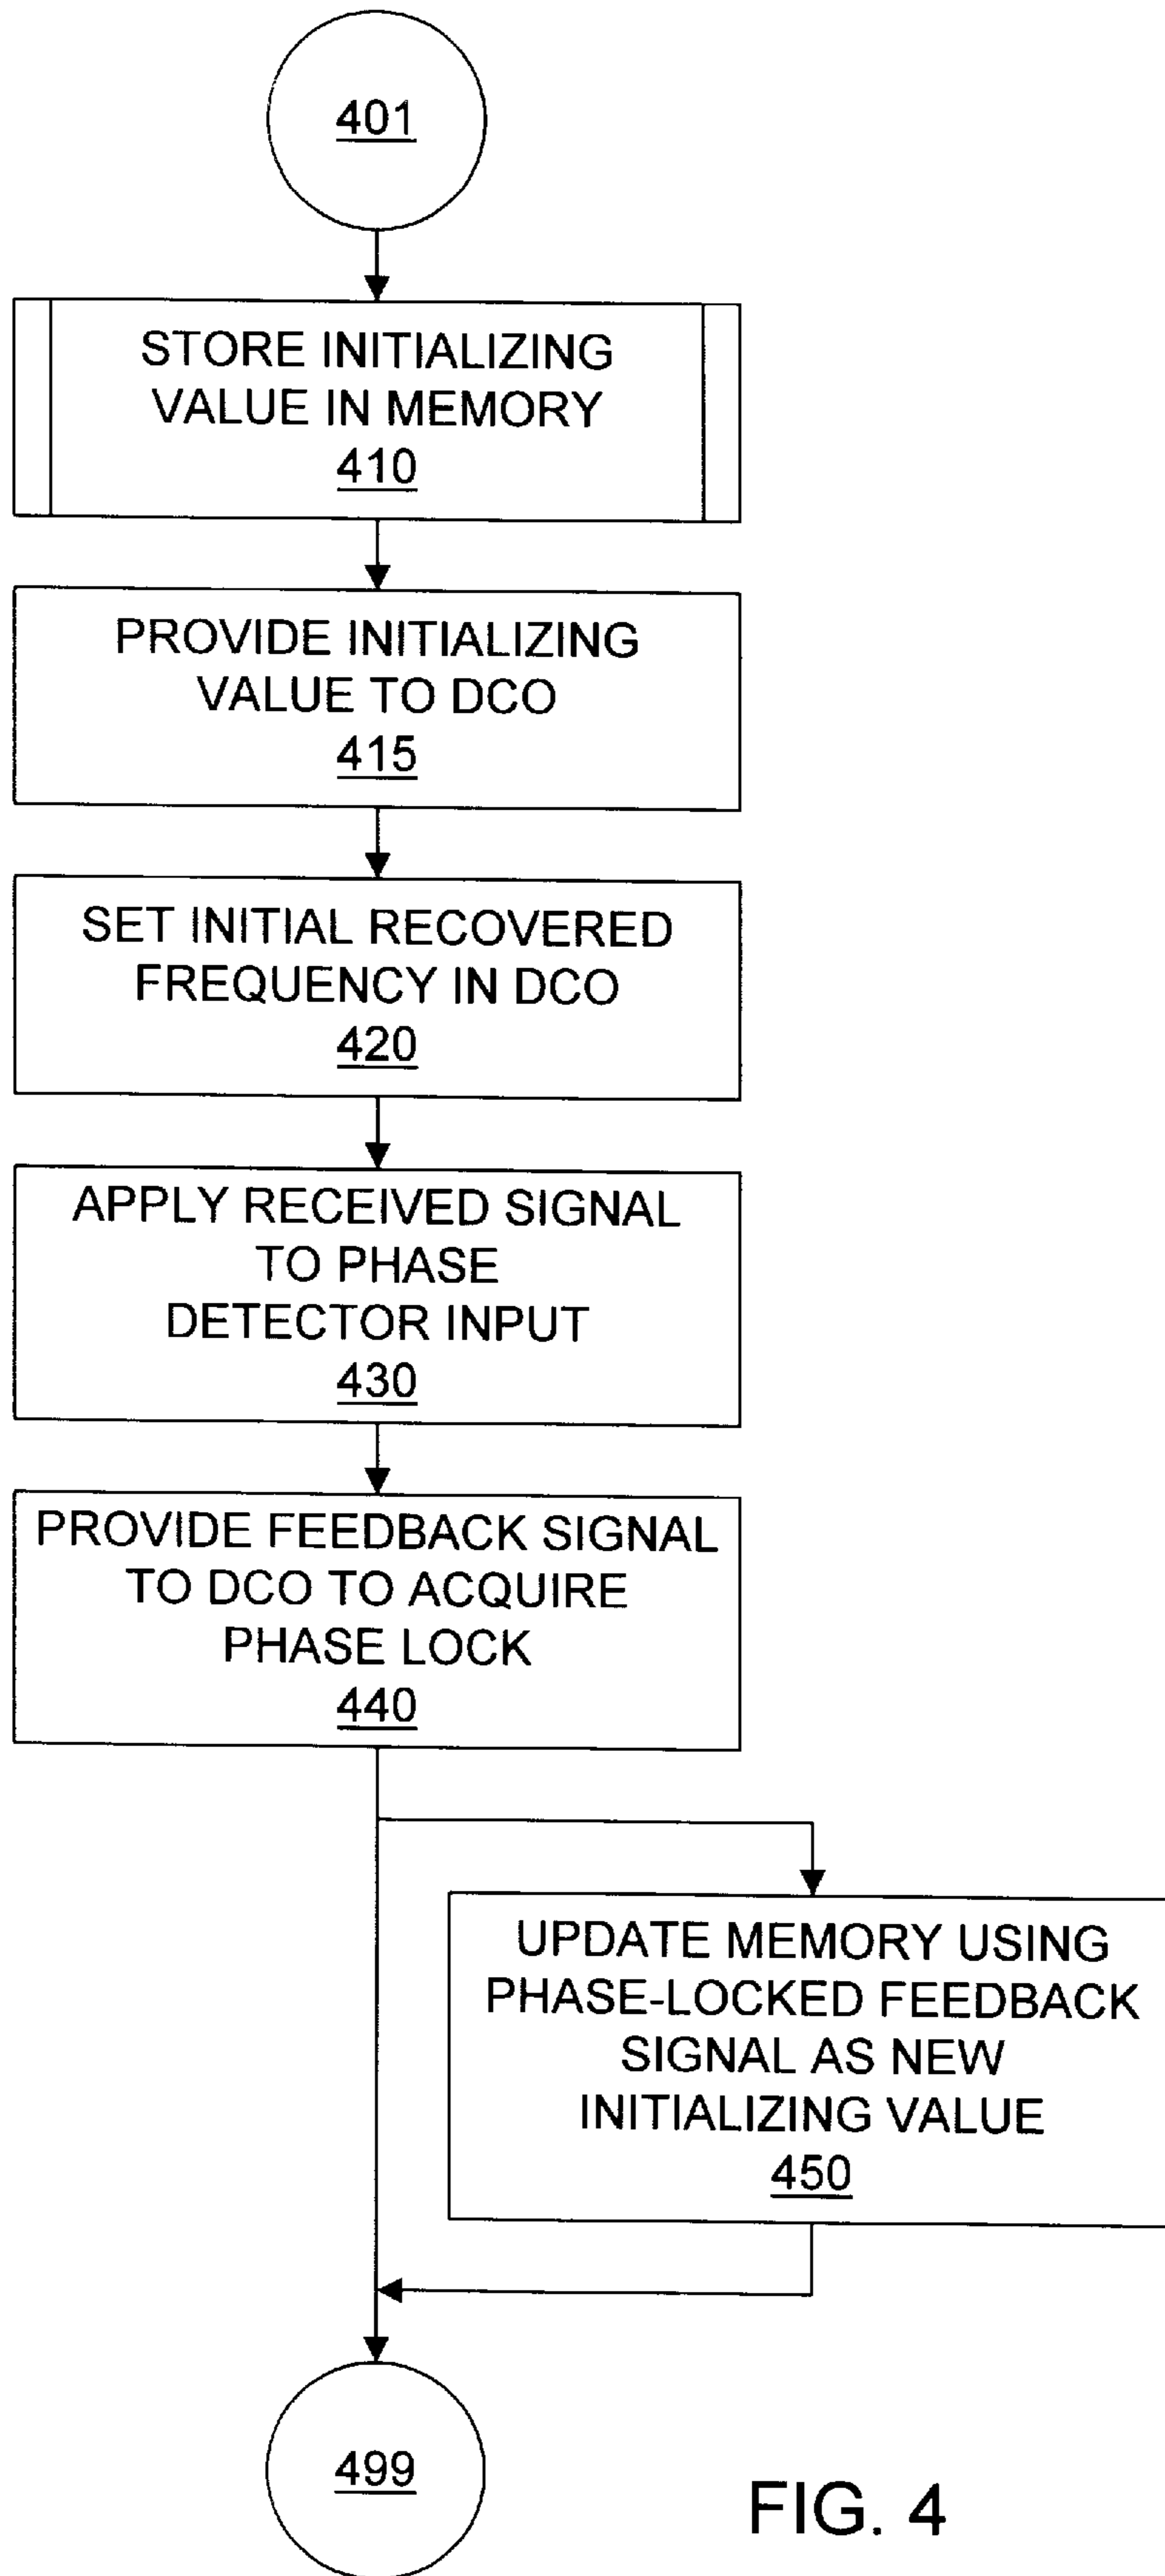 401
STORE INITIALIZING
VALUE IN MEMORY
410
PROVIDE INITIALIZING
VALUE TO DCO
415
SET INITIAL RECOVERED
FREQUENCY IN DCO
420
APPLY RECEIVED SIGNAL
TO PHASE
DETECTOR INPUT
430
PROVIDE FEEDBACK SIGNAL
TO DCO TO ACQUIRE
PHASE LOCK
440
UPDATE MEMORY USING
PHASE-LOCKED FEEDBACK
SIGNAL AS NEW
INITIALIZING VALUE
450
499
FIG. 4